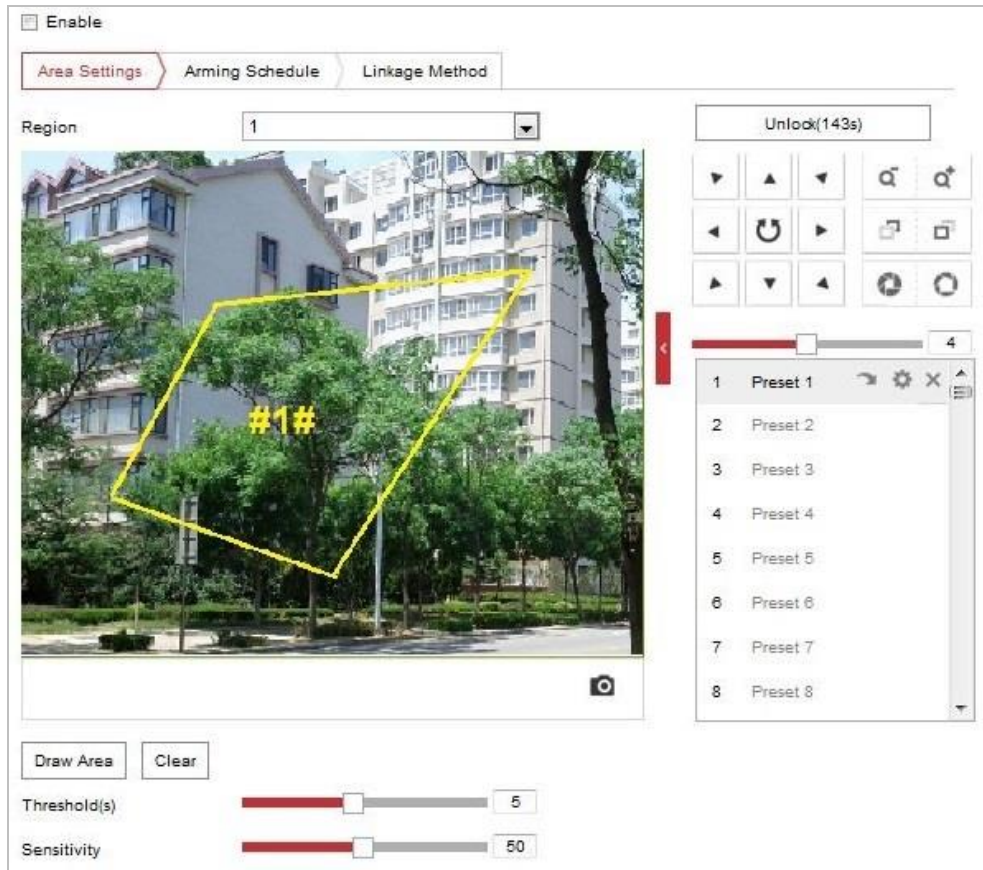 Enable
Area Settings Arming Schedule Linkage Method
Region 1
Unlock(143s)
#1#
4
1 Preset 1
2 Preset 2
3 Preset 3
4 Preset 4
5 Preset 5
6 Preset 6
7 Preset 7
8 Preset 8
Draw Area Clear
Threshold(s) 5
Sensitivity 50